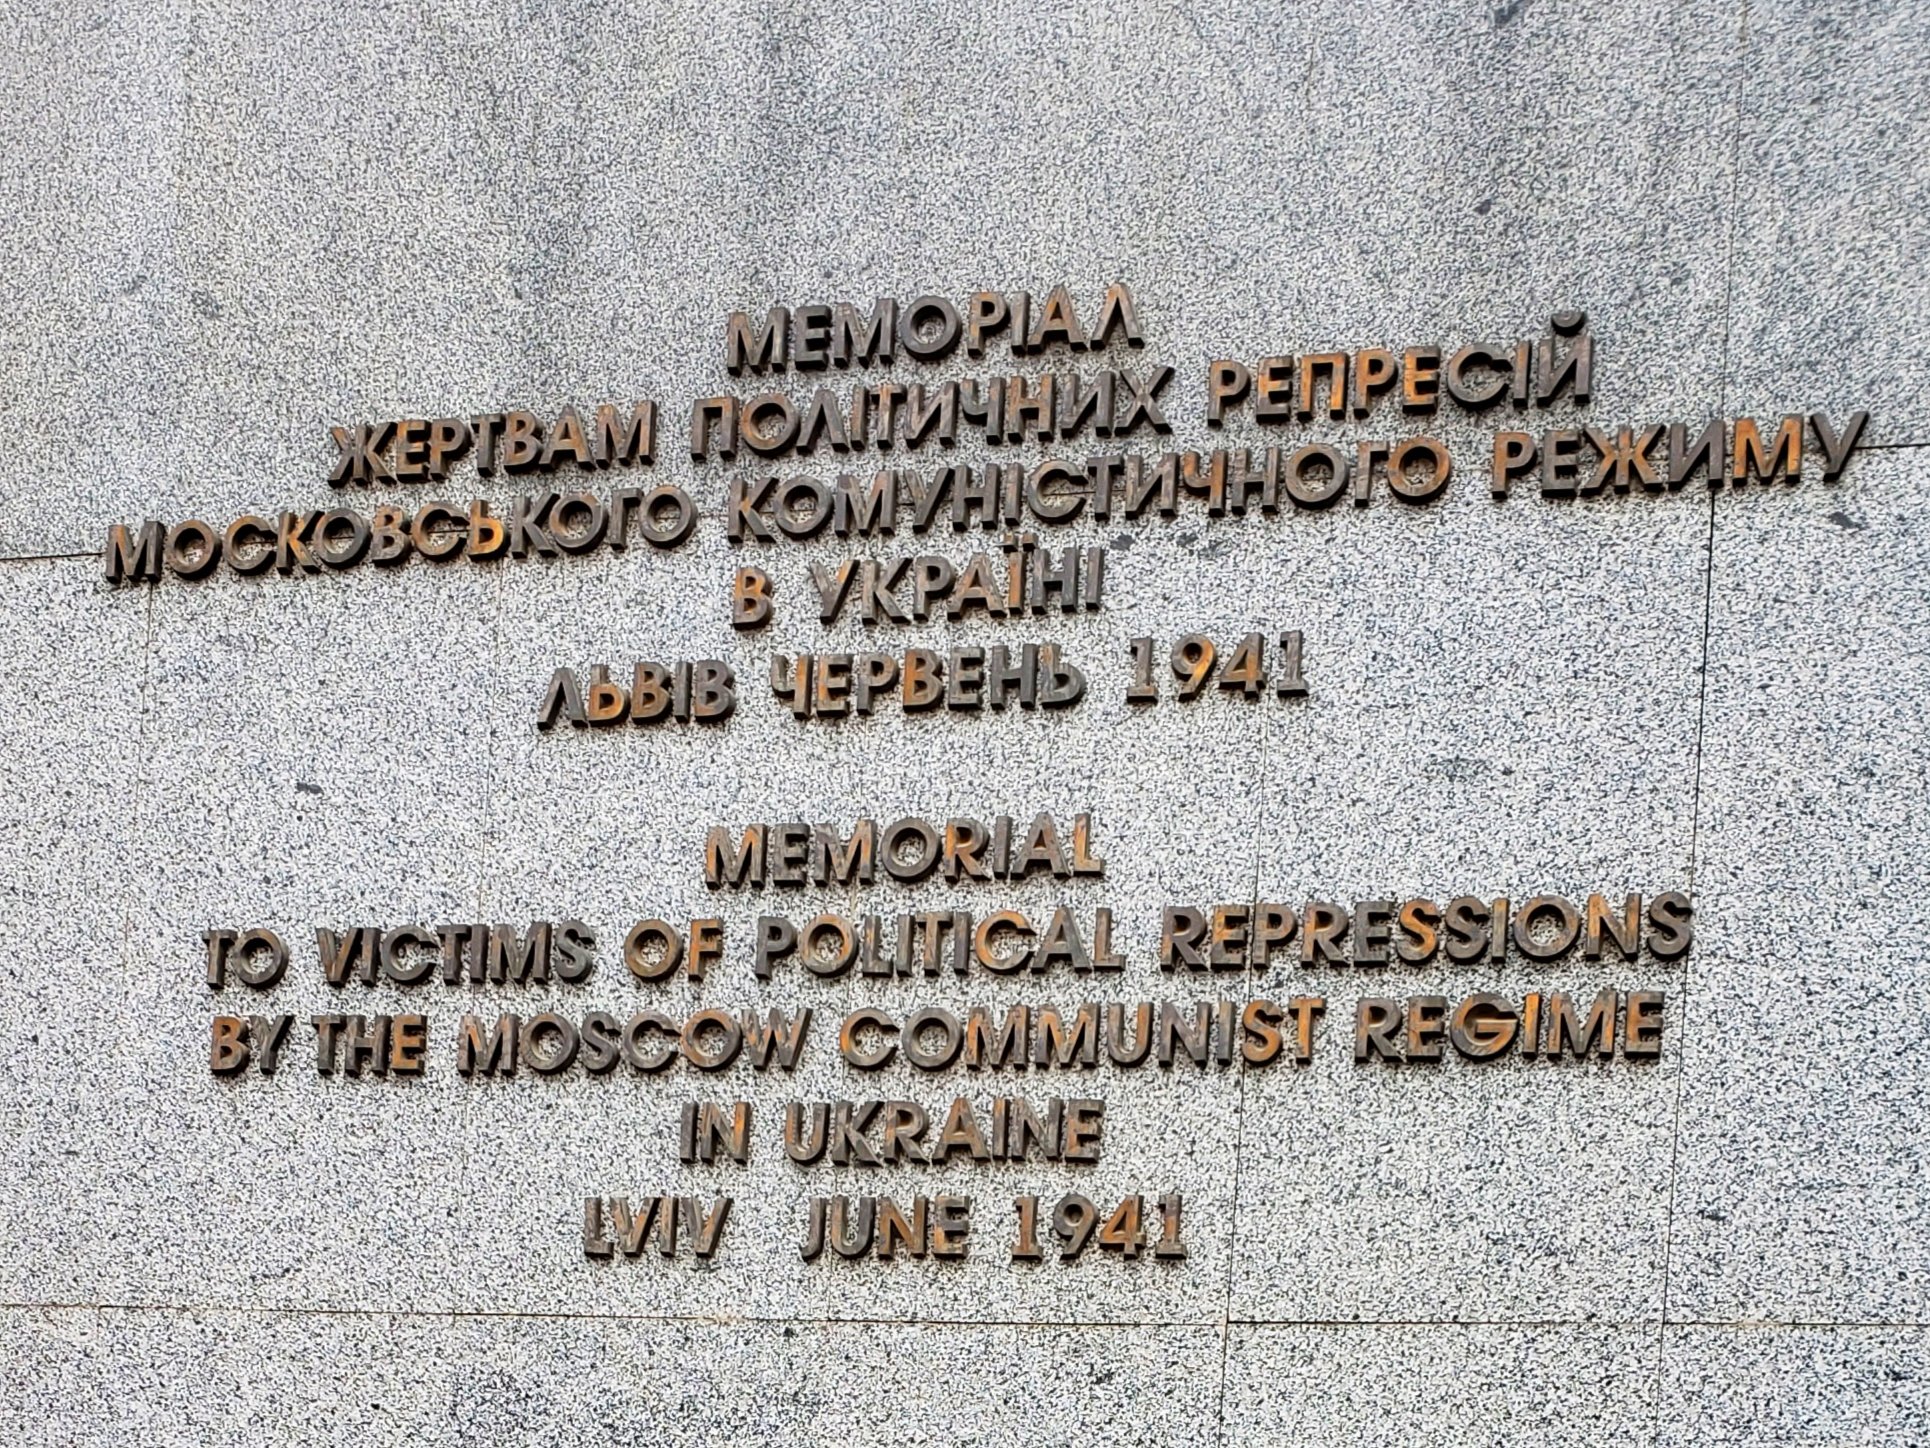 МЕМОРІАЛ
ЖЕРТВАМ ПОЛІТИЧНИХ РЕПРЕСІЙ
МОСКОВСЬКОГО КОМУНІСТИЧНОГО РЕЖИМУ
В УКРАЇНІ
ЛЬВІВ ЧЕРВЕНЬ 1941
MEMORIAL
TO VICTIMS OF POLITICAL REPRESSIONS
BY THE MOSCOW COMMUNIST REGIME
IN UKRAINE
LVIV JUNE 1941